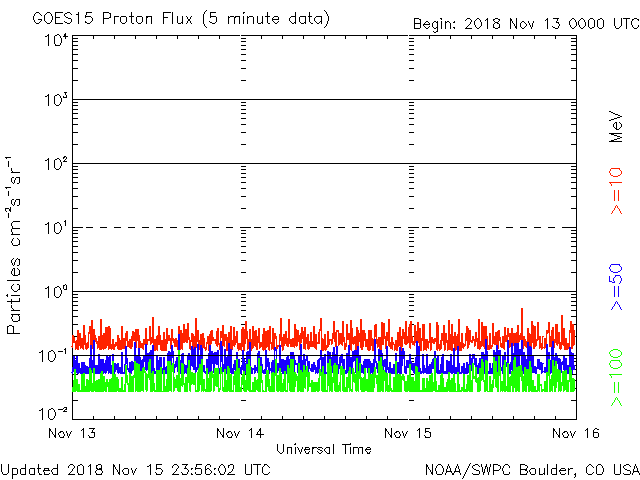 GOES15 Proton Flux (5 minute data)
Begin: 2018 Nov 13 0000 UTC
Particles cm⁻²s⁻¹sr⁻¹
10⁴
10³
10²
10¹
10⁰
10⁻¹
10⁻²
Nov 13
Nov 14
Nov 15
Nov 16
Universal Time
MeV
>=10
>=50
>=100
Updated 2018 Nov 15 23:56:02 UTC
NOAA/SWPC Boulder, CO USA